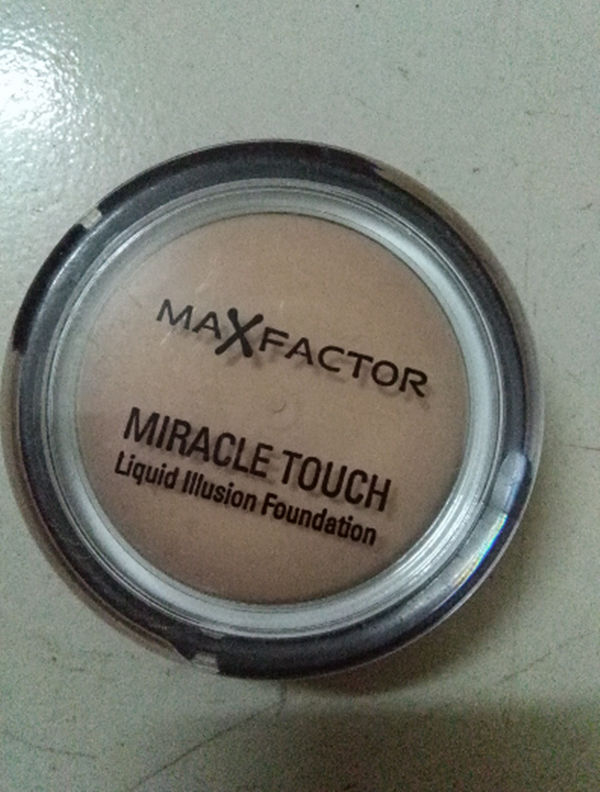 MAXFACTOR
MIRACLE TOUCH
Liquid Illusion Foundation